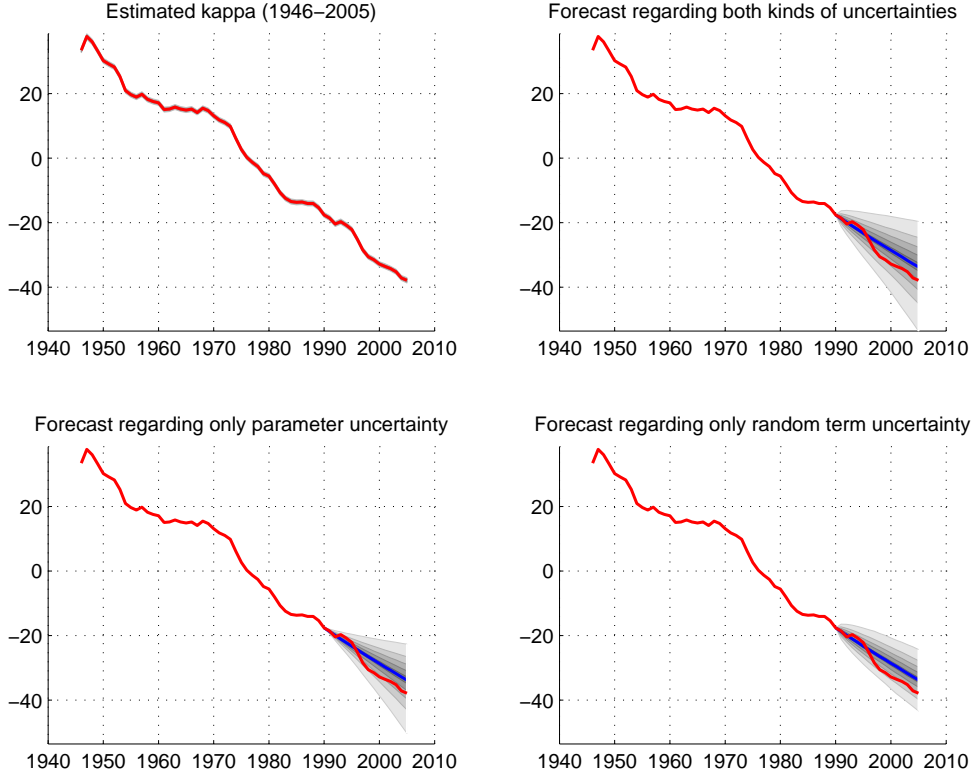 Estimated kappa (1946−2005)
20
0
−20
−40
1940 1950 1960 1970 1980 1990 2000 2010
Forecast regarding both kinds of uncertainties
20
0
−20
−40
1940 1950 1960 1970 1980 1990 2000 2010
Forecast regarding only parameter uncertainty
20
0
−20
−40
1940 1950 1960 1970 1980 1990 2000 2010
Forecast regarding only random term uncertainty
20
0
−20
−40
1940 1950 1960 1970 1980 1990 2000 2010